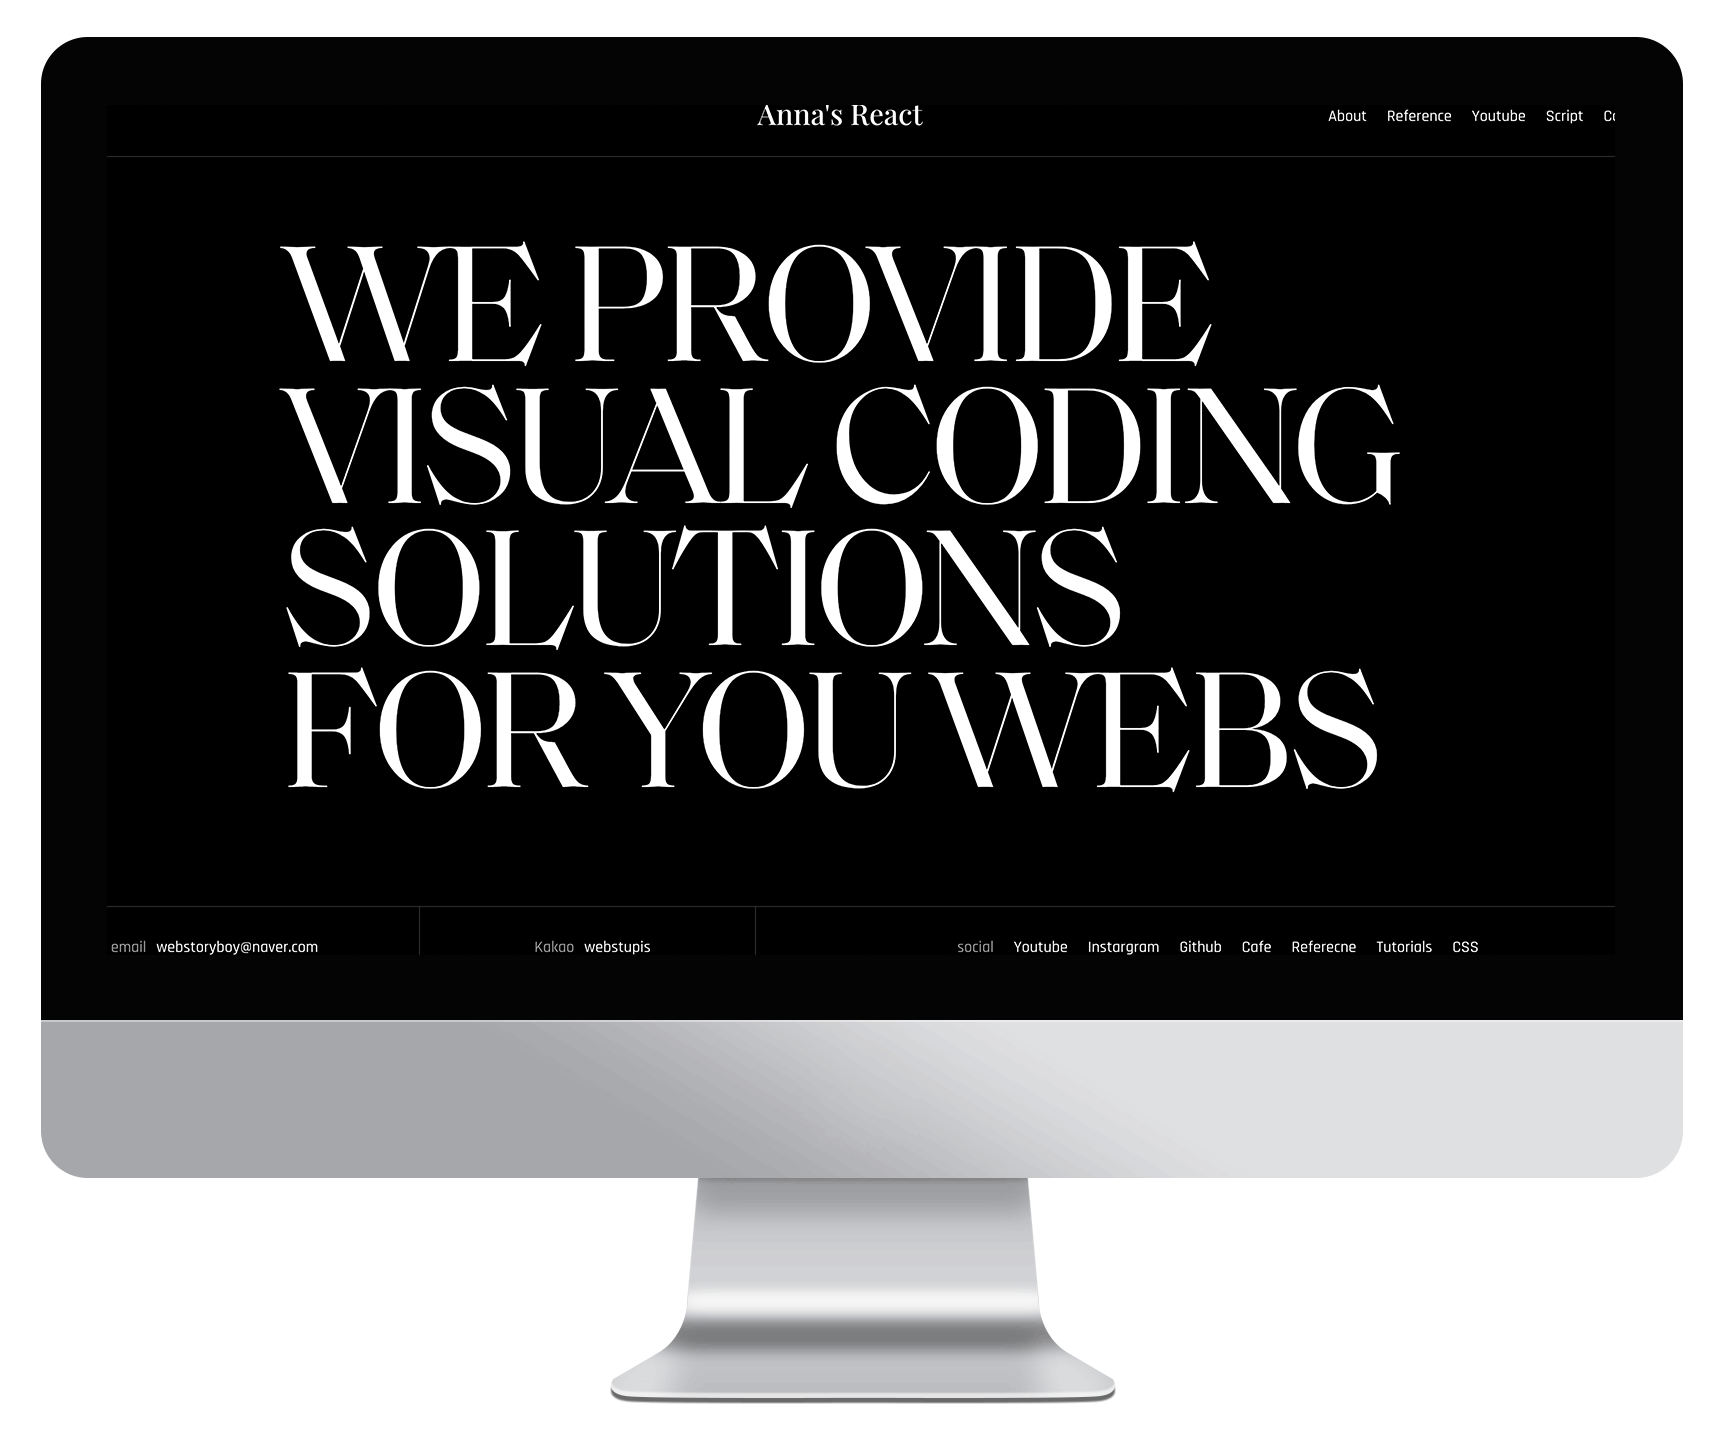 Anna's React
About Reference Youtube Script
WE PROVIDE
VISUAL CODING
SOLUTIONS
FOR YOU WEBS
email webstoryboy@naver.com Kakao webstupis social Youtube Instargram Github Cafe Referecne Tutorials CSS